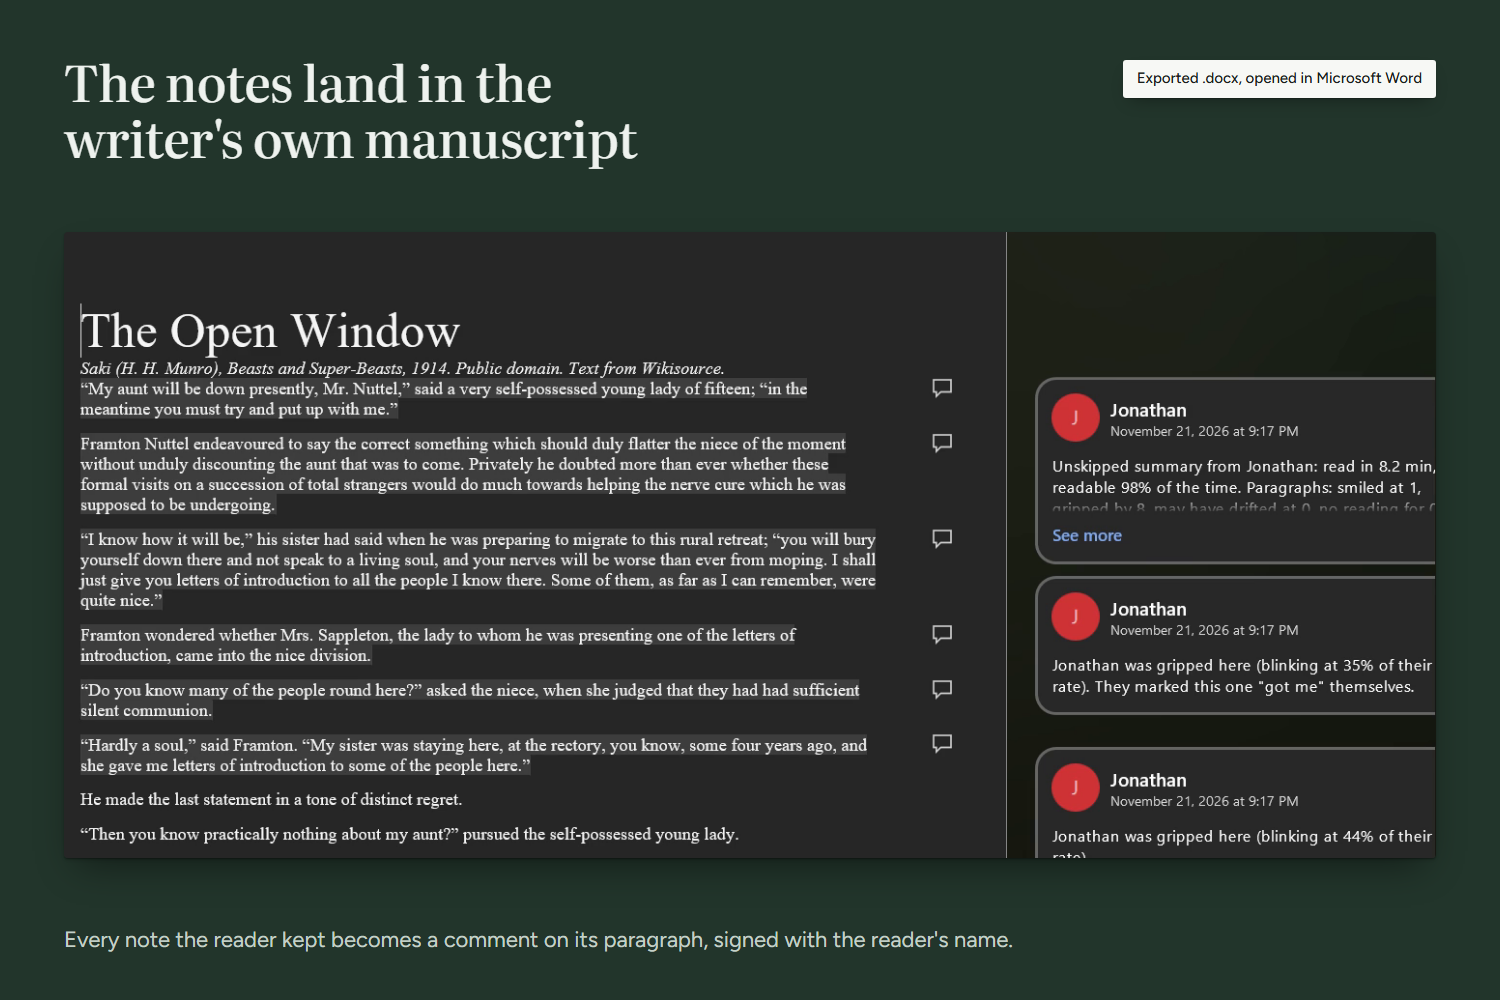 The notes land in the
writer's own manuscript
Exported .docx, opened in Microsoft Word
The Open Window
Saki (H. H. Munro), Beasts and Super-Beasts, 1914. Public domain. Text from Wikisource.
“My aunt will be down presently, Mr. Nuttel,” said a very self-possessed young lady of fifteen; “in the
meantime you must try and put up with me.”
Framton Nuttel endeavoured to say the correct something which should duly flatter the niece of the moment
without unduly discounting the aunt that was to come. Privately he doubted more than ever whether these
formal visits on a succession of total strangers would do much towards helping the nerve cure which he was
supposed to be undergoing.
“I know how it will be,” his sister had said when he was preparing to migrate to this rural retreat; “you will bury
yourself down there and not speak to a living soul, and your nerves will be worse than ever from moping. I shall
just give you letters of introduction to all the people I know there. Some of them, as far as I can remember, were
quite nice.”
Framton wondered whether Mrs. Sappleton, the lady to whom he was presenting one of the letters of
introduction, came into the nice division.
“Do you know many of the people round here?” asked the niece, when she judged that they had had sufficient
silent communion.
“Hardly a soul,” said Framton. “My sister was staying here, at the rectory, you know, some four years ago, and
she gave me letters of introduction to some of the people here.”
He made the last statement in a tone of distinct regret.
“Then you know practically nothing about my aunt?” pursued the self-possessed young lady.
J
Jonathan
November 21, 2026 at 9:17 PM
Unskipped summary from Jonathan: read in 8.2 min,
readable 98% of the time. Paragraphs: smiled at 1,
gripped by 8, may have drifted at 0, no reading for
See more
J
Jonathan
November 21, 2026 at 9:17 PM
Jonathan was gripped here (blinking at 35% of their
rate). They marked this one "got me" themselves.
J
Jonathan
November 21, 2026 at 9:17 PM
Jonathan was gripped here (blinking at 44% of their
rate)
Every note the reader kept becomes a comment on its paragraph, signed with the reader's name.